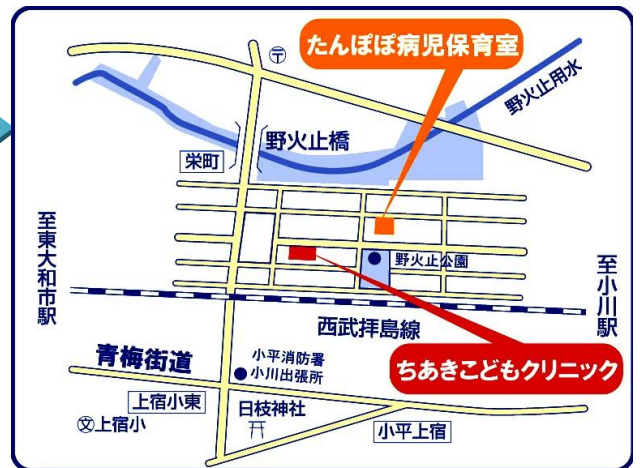 〒
たんぽぽ病児保育室
野火止用水
野火止橋
栄町
至東大和市駅
野火止公園
至小川駅
西武拝島線
青梅街道
小平消防署
小川出張所
ちあきこどもクリニック
上宿小東
日枝神社
文上宿小
小平上宿